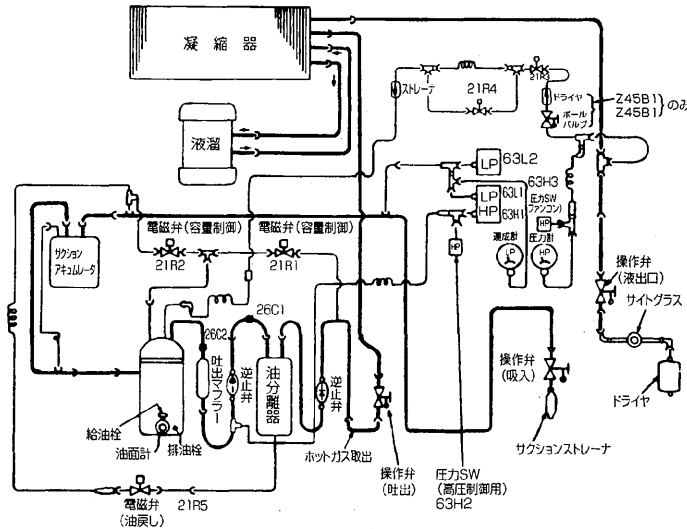 凝縮器
液溜
ストレーナ
21R4
21R3
ドライヤ
ボール
バルブ
Z45B1
Z45B1
のみ
LP
63L2
LP
HP
63L1
63H1
63H3
圧力SW
(ファンコン)
HP
HP
連成計
LP
圧力計
HP
電磁弁(容量制御)
電磁弁(容量制御)
21R2
21R1
サクション
アキュムレータ
操作弁
(液出口)
サイトグラス
ドライヤ
26C1
26C2
吐出マフラー
逆止弁
油分離器
逆止弁
操作弁
(吸入)
サクションストレーナ
給油栓
油面計
排油栓
ホットガス取出
操作弁
(吐出)
圧力SW
(高圧制御用)
63H2
電磁弁
(油戻し)
21R5